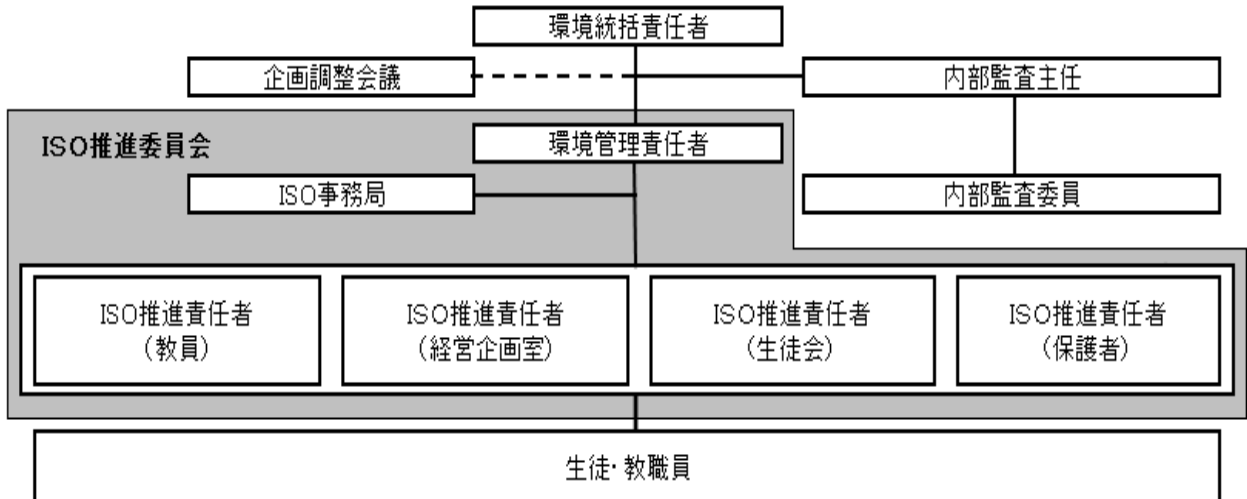 環境統括責任者
企画調整会議
内部監査主任
ISO推進委員会
環境管理責任者
ISO事務局
内部監査委員
ISO推進責任者
(教員)
ISO推進責任者
(経営企画室)
ISO推進責任者
(生徒会)
ISO推進責任者
(保護者)
生徒・教職員